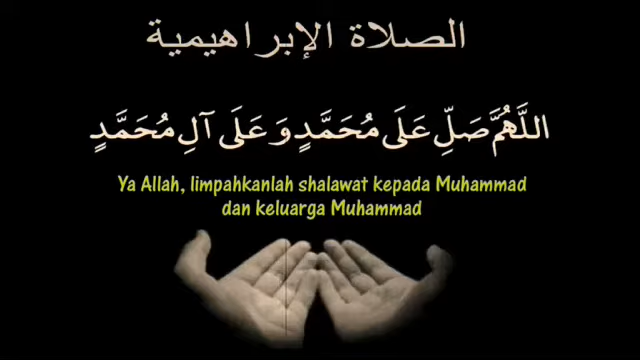 الصلاة الإبراهيمية
اللَّهُمَّ صَلِّ عَلَى مُحَمَّدٍ وَ عَلَى آلِ مُحَمَّدٍ
Ya Allah, limpahkanlah shalawat kepada Muhammad
dan keluarga Muhammad